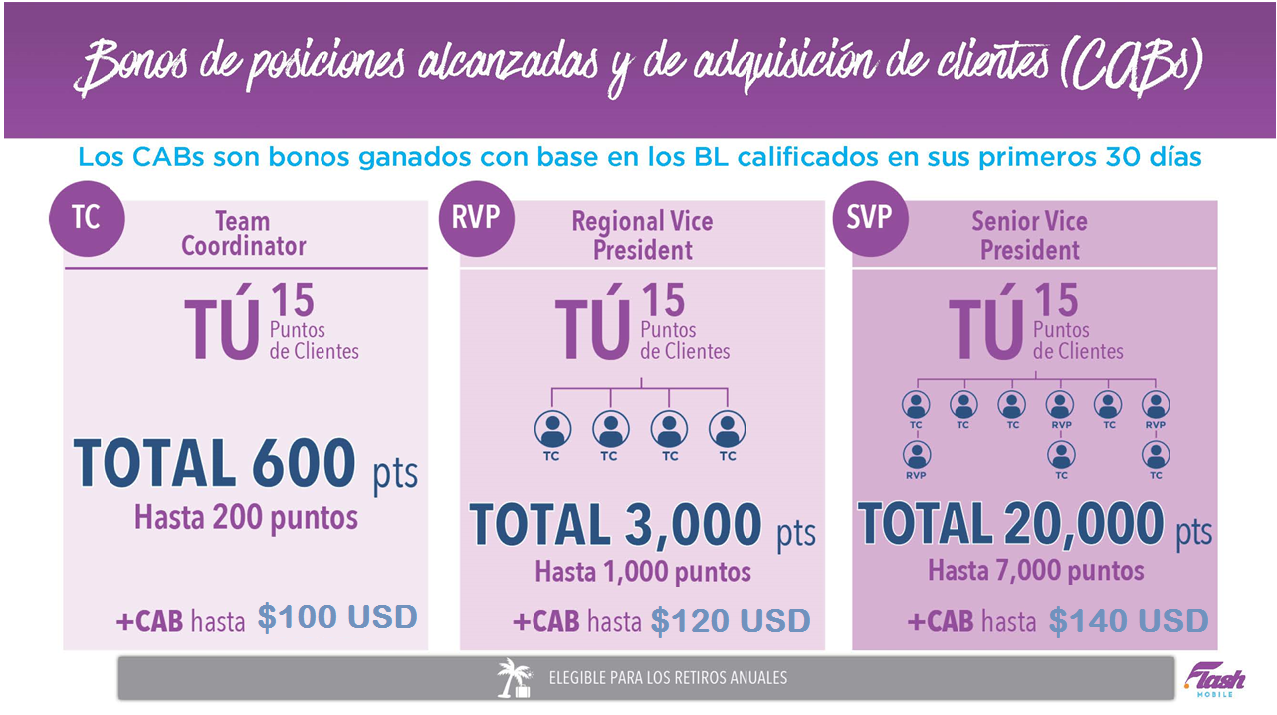 Bonos de posiciones alcanzadas y de adquisición de clientes (CABs)
Los CABs son bonos ganados con base en los BL calificados en sus primeros 30 días
TC
Team
Coordinator
TÚ 15
Puntos
de Clientes
TOTAL 600 pts
Hasta 200 puntos
+CAB hasta $100 USD
RVP
Regional Vice
President
TÚ 15
Puntos
de Clientes
TC TC TC TC
TOTAL 3,000 pts
Hasta 1,000 puntos
+CAB hasta $120 USD
SVP
Senior Vice
President
TÚ 15
Puntos
de Clientes
TC TC TC RVP TC RVP
RVP TC TC
TOTAL 20,000 pts
Hasta 7,000 puntos
+CAB hasta $140 USD
ELEGIBLE PARA LOS RETIROS ANUALES
Flash
MOBILE